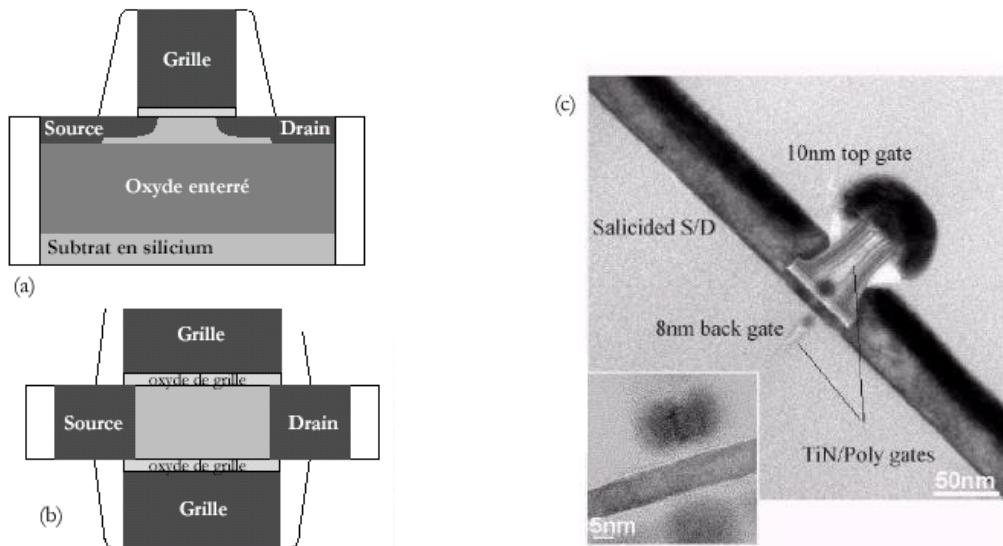 Grille
Source
Drain
Oxyde enterré
Subtrat en silicium
(a)
Grille
oxyde de grille
Source
Drain
oxyde de grille
Grille
(b)
(c)
10nm top gate
Salicided S/D
8nm back gate
TiN/Poly gates
50nm
5nm